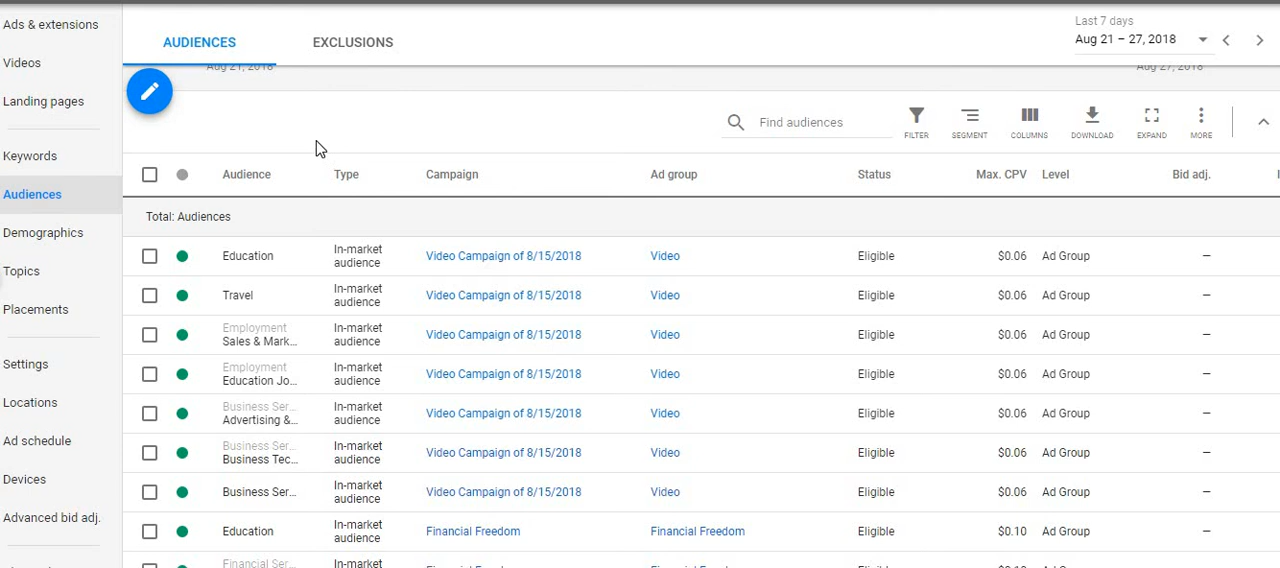 Ads & extensions
Videos
Landing pages
Keywords
Audiences
Demographics
Topics
Placements
Settings
Locations
Ad schedule
Devices
Advanced bid adj.
AUDIENCES EXCLUSIONS
Last 7 days
Aug 21 – 27, 2018
Aug 21, 2018 Aug 27, 2018
Find audiences
FILTER SEGMENT COLUMNS DOWNLOAD EXPAND MORE
Audience Type Campaign Ad group Status Max. CPV Level Bid adj.
Total: Audiences
Education In-market audience Video Campaign of 8/15/2018 Video Eligible $0.06 Ad Group –
Travel In-market audience Video Campaign of 8/15/2018 Video Eligible $0.06 Ad Group –
Employment
Sales & Mark... In-market audience Video Campaign of 8/15/2018 Video Eligible $0.06 Ad Group –
Employment
Education Jo... In-market audience Video Campaign of 8/15/2018 Video Eligible $0.06 Ad Group –
Business Ser...
Advertising &... In-market audience Video Campaign of 8/15/2018 Video Eligible $0.06 Ad Group –
Business Ser...
Business Tec... In-market audience Video Campaign of 8/15/2018 Video Eligible $0.06 Ad Group –
Business Ser... In-market audience Video Campaign of 8/15/2018 Video Eligible $0.06 Ad Group –
Education In-market audience Financial Freedom Financial Freedom Eligible $0.10 Ad Group –
Financial Ser...